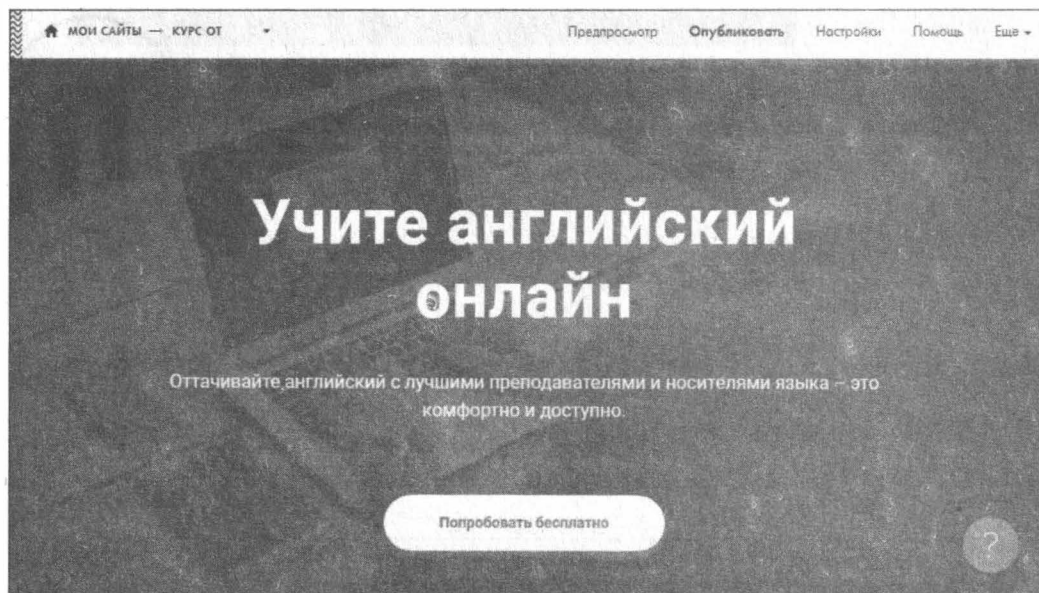 МОИ САЙТЫ — КУРС ОТ
Предпросмотр Опубликовать Настройки Помощь Еще
Учите английский
онлайн
Оттачивайте английский с лучшими преподавателями и носителями языка – это
комфортно и доступно.
Попробовать бесплатно
?